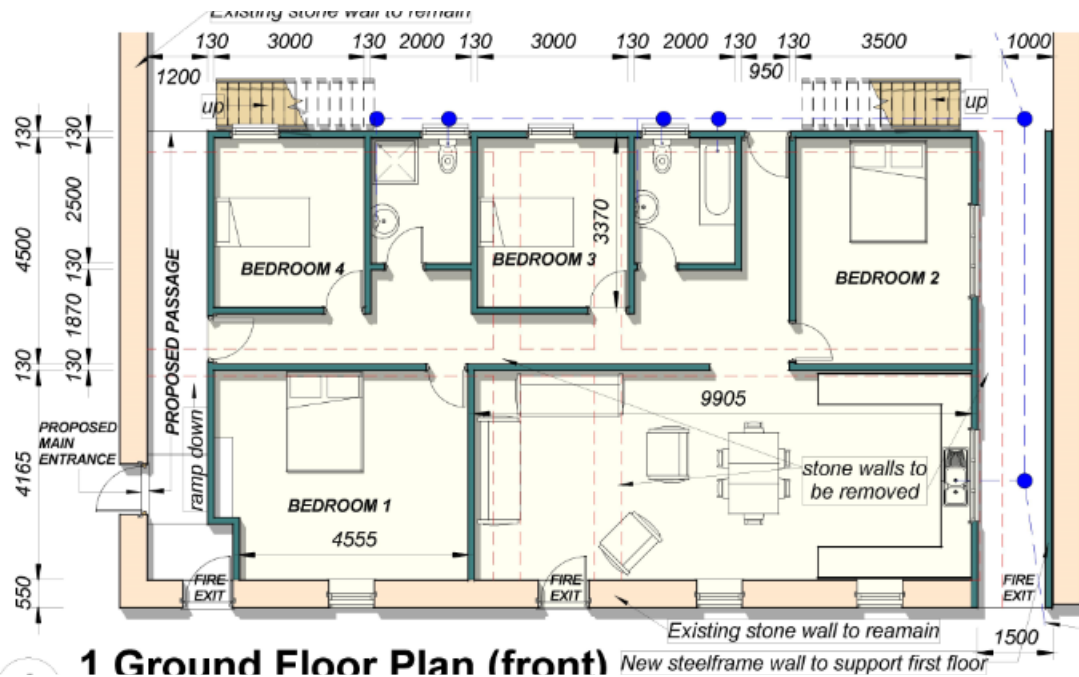 Existing stone wall to remain
130 3000 130 2000 130 3000 130 2000 130 130 3500 1000
1200 950
up up
130 130
2500
4500
130
1870
130 130
4165
550
PROPOSED PASSAGE
ramp down
PROPOSED
MAIN
ENTRANCE
BEDROOM 4
BEDROOM 3
3370
BEDROOM 2
9905
BEDROOM 1
4555
stone walls to
be removed
FIRE
EXIT
FIRE
EXIT
FIRE
EXIT
Existing stone wall to reamain
1500
1 Ground Floor Plan (front)
New steelframe wall to support first floor